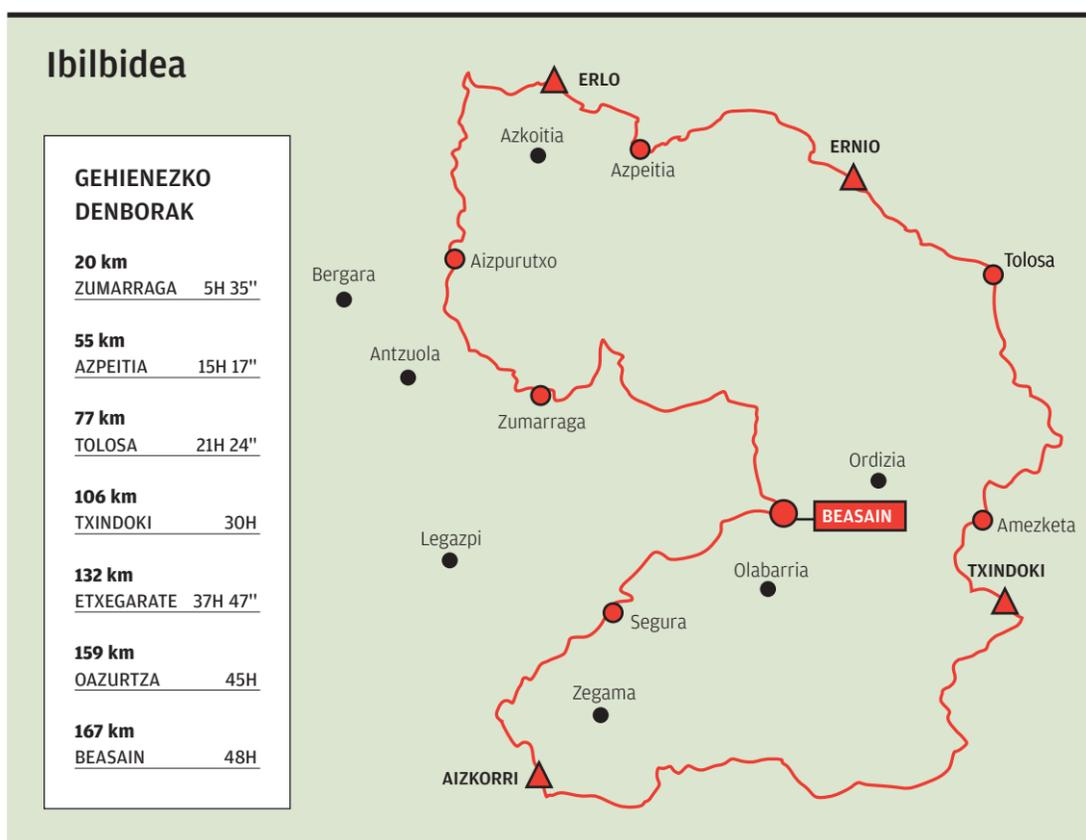 Ibilbidea
GEHIENEZKO
DENBORAK
20 km
ZUMARRAGA 5H 35"
55 km
AZPEITIA 15H 17"
77 km
TOLOSA 21H 24"
106 km
TXINDOKI 30H
132 km
ETXEGARATE 37H 47"
159 km
OAZURTZA 45H
167 km
BEASAIN 48H
ERLO
Azkoitia
Azpeitia
ERNIO
Aizpurutxo
Tolosa
Bergara
Antzuola
Zumarraga
Ordizia
BEASAIN
Amezketa
Legazpi
Olabarria
TXINDOKI
Segura
Zegama
AIZKORRI